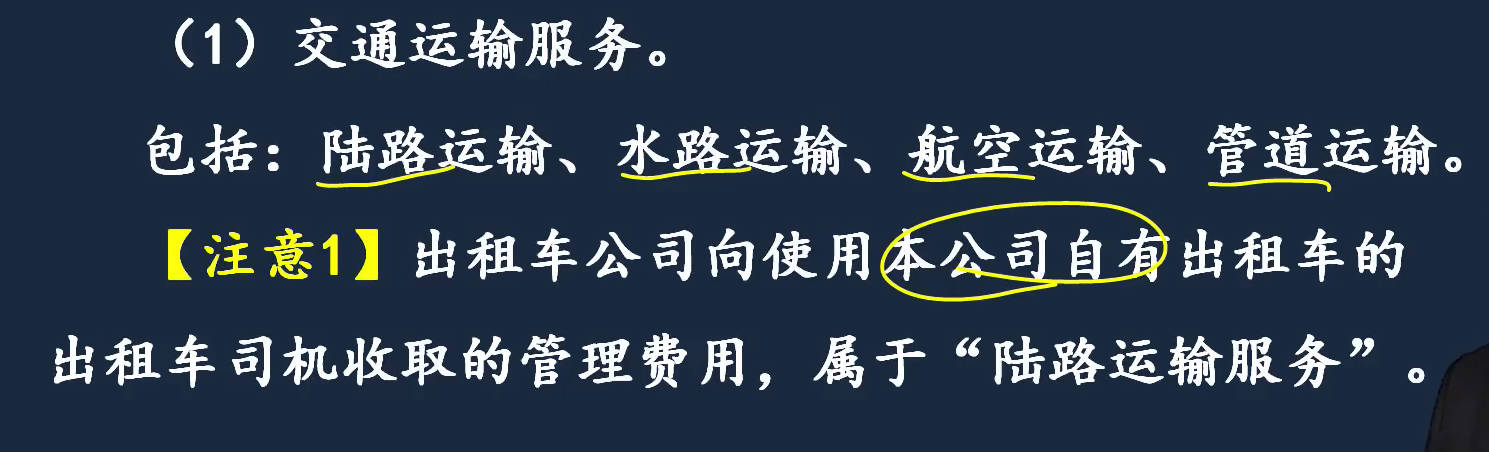 （1）交通运输服务。
包括：陆路运输、水路运输、航空运输、管道运输。
【注意1】出租车公司向使用本公司自有出租车的
出租车司机收取的管理费用，属于“陆路运输服务”。